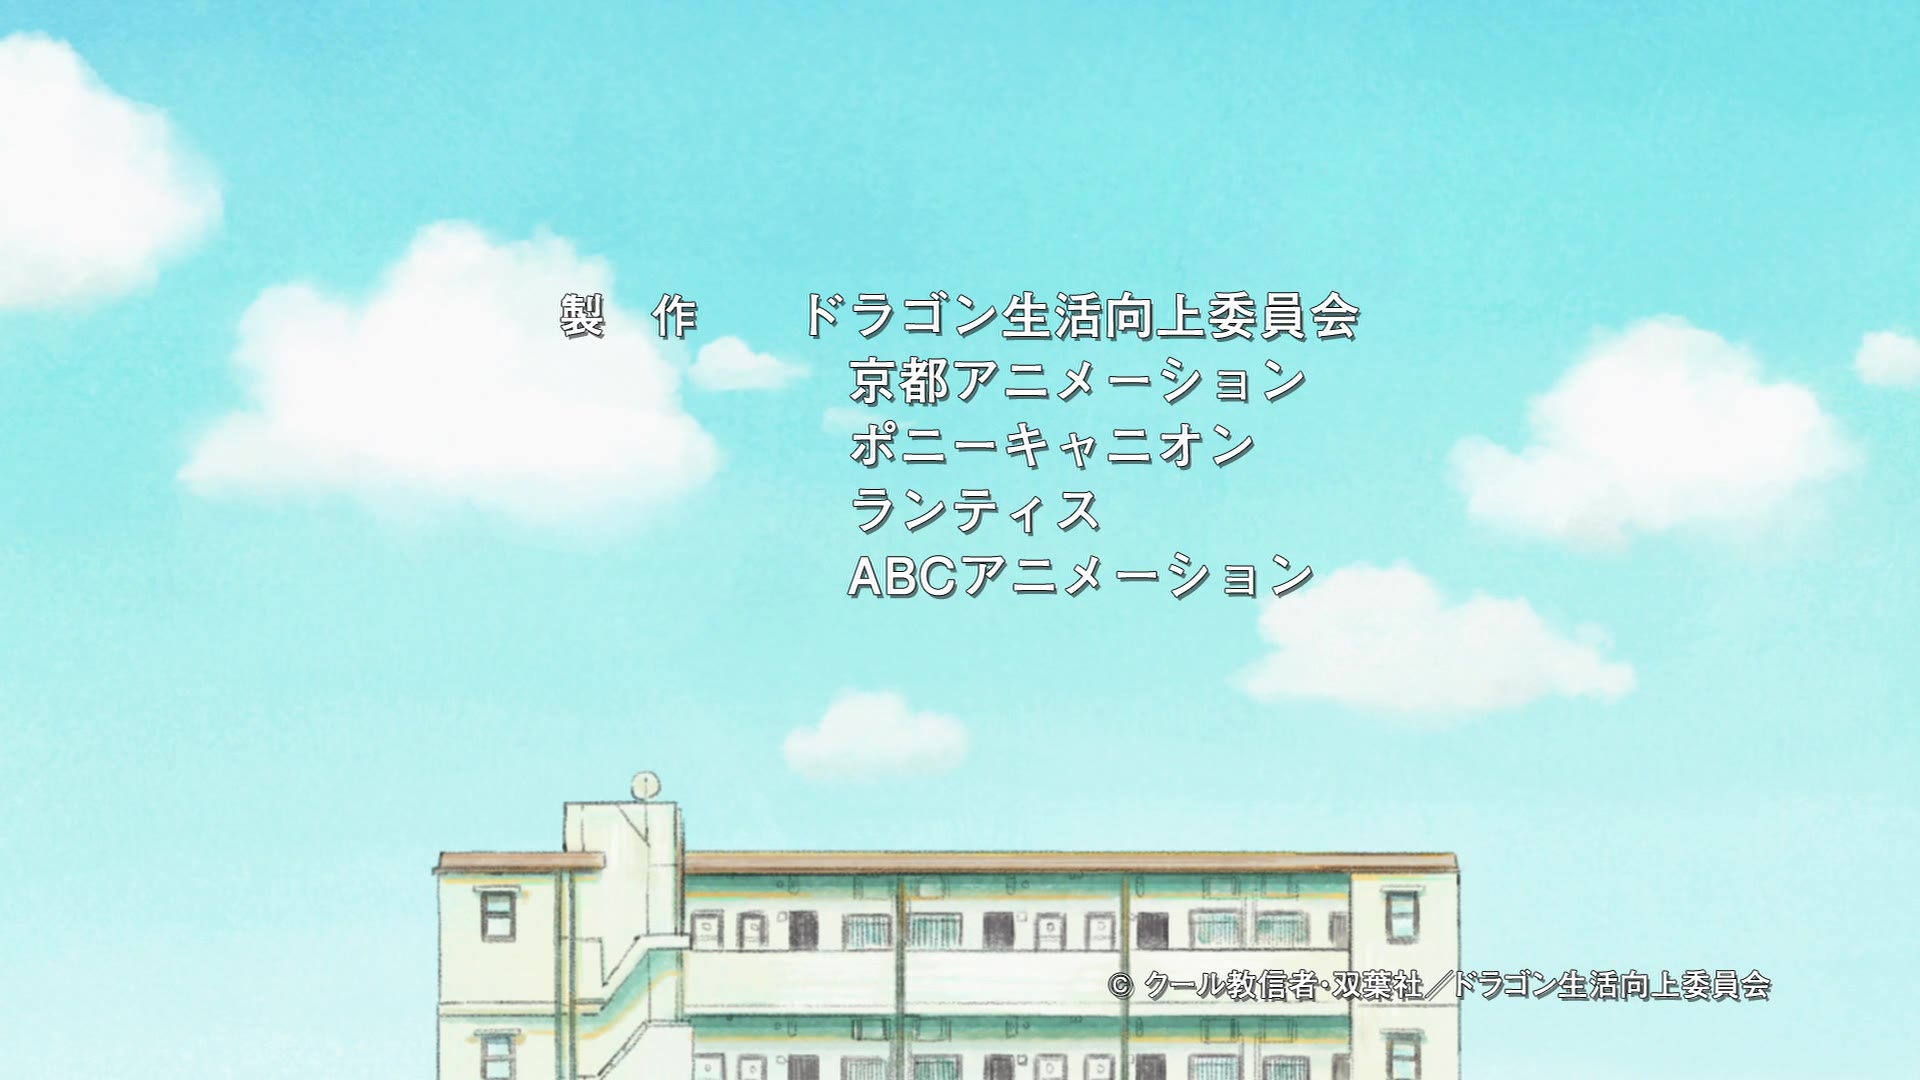 製　作　　ドラゴン生活向上委員会
京都アニメーション
ポニーキャニオン
ランティス
ABCアニメーション
© クール教信者・双葉社／ドラゴン生活向上委員会